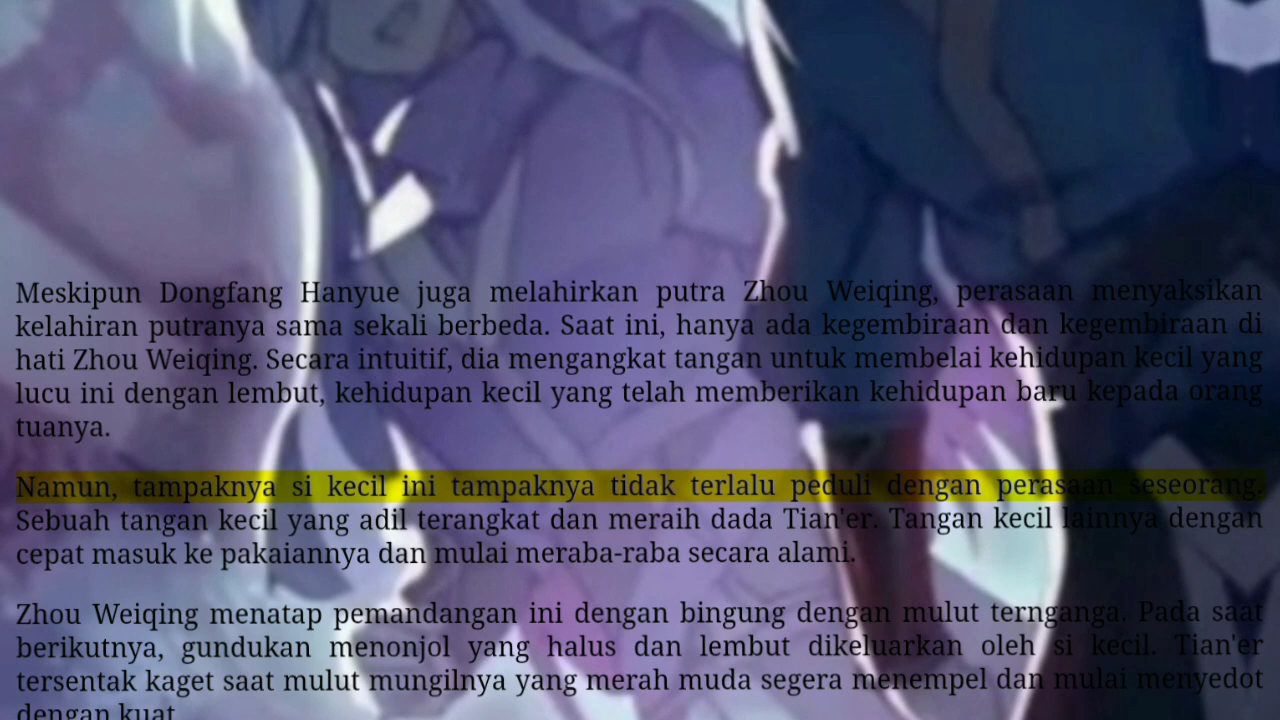 Meskipun Dongfang Hanyue juga melahirkan putra Zhou Weiqing, perasaan menyaksikan
kelahiran putranya sama sekali berbeda. Saat ini, hanya ada kegembiraan dan kegembiraan di
hati Zhou Weiqing. Secara intuitif, dia mengangkat tangan untuk membelai kehidupan kecil yang
lucu ini dengan lembut, kehidupan kecil yang telah memberikan kehidupan baru kepada orang
tuanya.
Namun, tampaknya si kecil ini tampaknya tidak terlalu peduli dengan perasaan seseorang.
Sebuah tangan kecil yang adil terangkat dan meraih dada Tian'er. Tangan kecil lainnya dengan
cepat masuk ke pakaiannya dan mulai meraba-raba secara alami.
Zhou Weiqing menatap pemandangan ini dengan bingung dengan mulut ternganga. Pada saat
berikutnya, gundukan menonjol yang halus dan lembut dikeluarkan oleh si kecil. Tian'er
tersentak kaget saat mulut mungilnya yang merah muda segera menempel dan mulai menyedot
dengan kuat